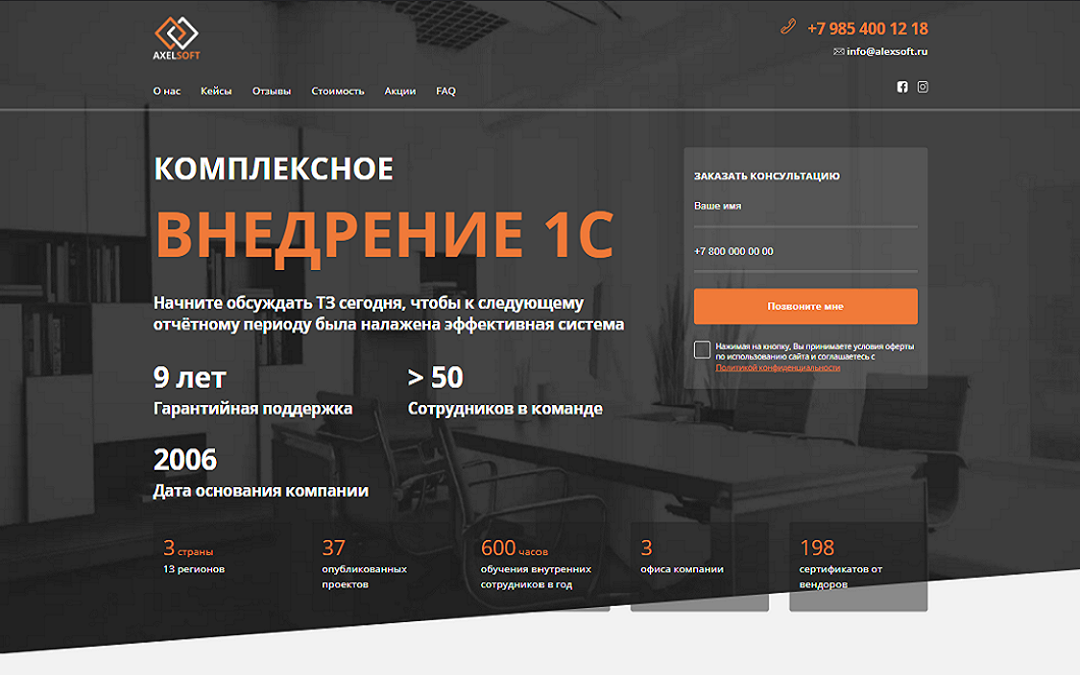 AXELSOFT
+7 985 400 12 18
info@alexsoft.ru
О нас Кейсы Отзывы Стоимость Акции FAQ
КОМПЛЕКСНОЕ
ВНЕДРЕНИЕ 1С
Начните обсуждать ТЗ сегодня, чтобы к следующему
отчётному периоду была налажена эффективная система
9 лет
Гарантийная поддержка
> 50
Сотрудников в команде
2006
Дата основания компании
ЗАКАЗАТЬ КОНСУЛЬТАЦИЮ
Ваше имя
+7 800 000 00 00
Позвоните мне
Нажимая на кнопку, Вы принимаете условия оферты
по использованию сайта и соглашаетесь с
Политикой конфиденциальности
3 страны
13 регионов
37
опубликованных
проектов
600 часов
обучения внутренних
сотрудников в год
3
офиса компании
198
сертификатов от
вендоров